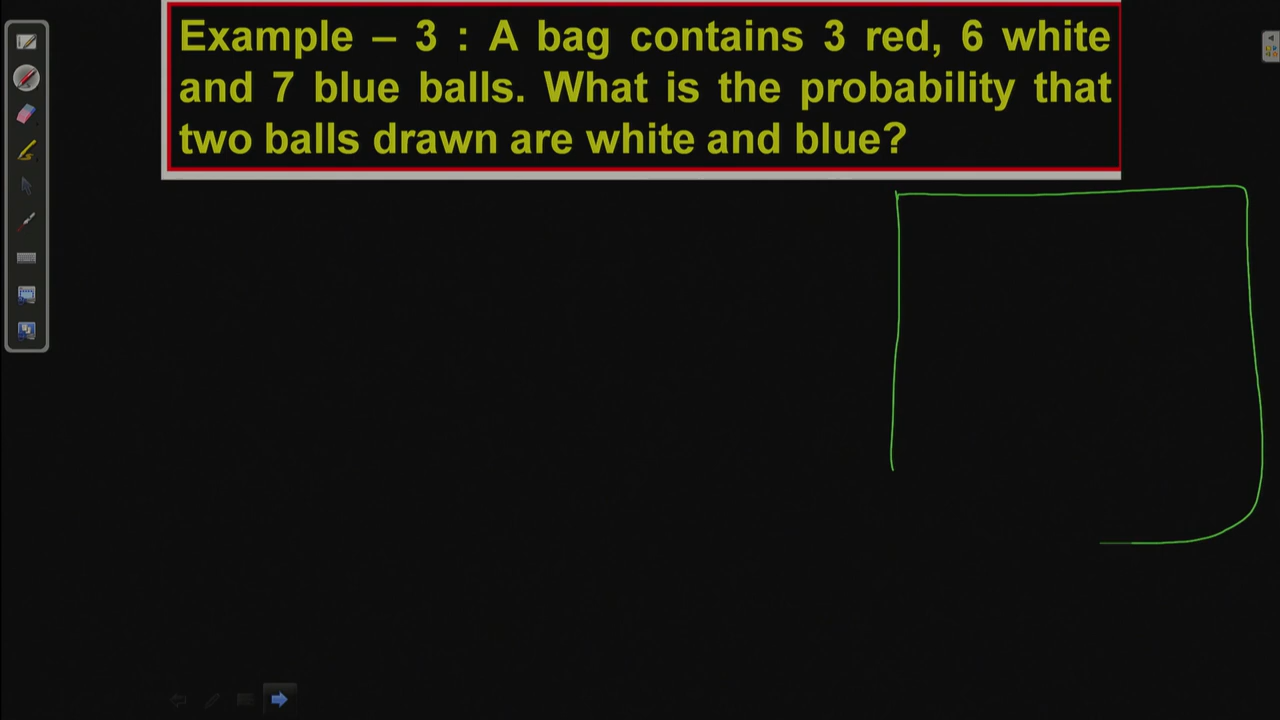 Example – 3 : A bag contains 3 red, 6 white
and 7 blue balls. What is the probability that
two balls drawn are white and blue?